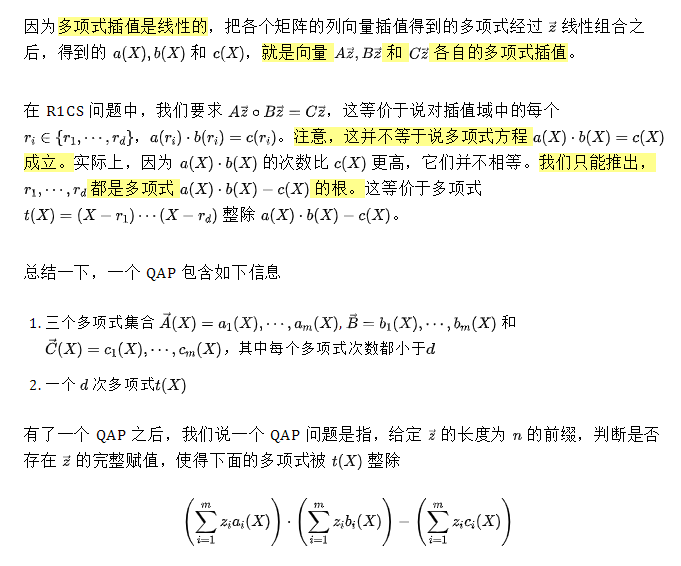 因为多项式插值是线性的，把各个矩阵的列向量插值得到的多项式经过 $\vec{z}$ 线性组合之
后，得到的 $a(X), b(X)$ 和 $c(X)$，就是向量 $A\vec{z}, B\vec{z}$ 和 $C\vec{z}$ 各自的多项式插值。
在 R1CS 问题中，我们要求 $A\vec{z} \circ B\vec{z} = C\vec{z}$，这等价于说对插值域中的每个
$r_i \in \{r_1, \cdots, r_d\}$，$a(r_i) \cdot b(r_i) = c(r_i)$。注意，这并不等于说多项式方程 $a(X) \cdot b(X) = c(X)$
成立。实际上，因为 $a(X) \cdot b(X)$ 的次数比 $c(X)$ 更高，它们并不相等。我们只能推出，
$r_1, \cdots, r_d$ 都是多项式 $a(X) \cdot b(X) - c(X)$ 的根。这等价于多项式
$t(X) = (X - r_1) \cdots (X - r_d)$ 整除 $a(X) \cdot b(X) - c(X)$。
总结一下，一个 QAP 包含如下信息
1. 三个多项式集合 $\vec{A}(X) = a_1(X), \cdots, a_m(X)$, $\vec{B} = b_1(X), \cdots, b_m(X)$ 和
$\vec{C}(X) = c_1(X), \cdots, c_m(X)$，其中每个多项式次数都小于$d$
2. 一个 $d$ 次多项式$t(X)$
有了一个 QAP 之后，我们说一个 QAP 问题是指，给定 $\vec{z}$ 的长度为 $n$ 的前缀，判断是否
存在 $\vec{z}$ 的完整赋值，使得下面的多项式被 $t(X)$ 整除
$\left(\sum_{i=1}^{m} z_i a_i(X)\right) \cdot \left(\sum_{i=1}^{m} z_i b_i(X)\right) - \left(\sum_{i=1}^{m} z_i c_i(X)\right)$